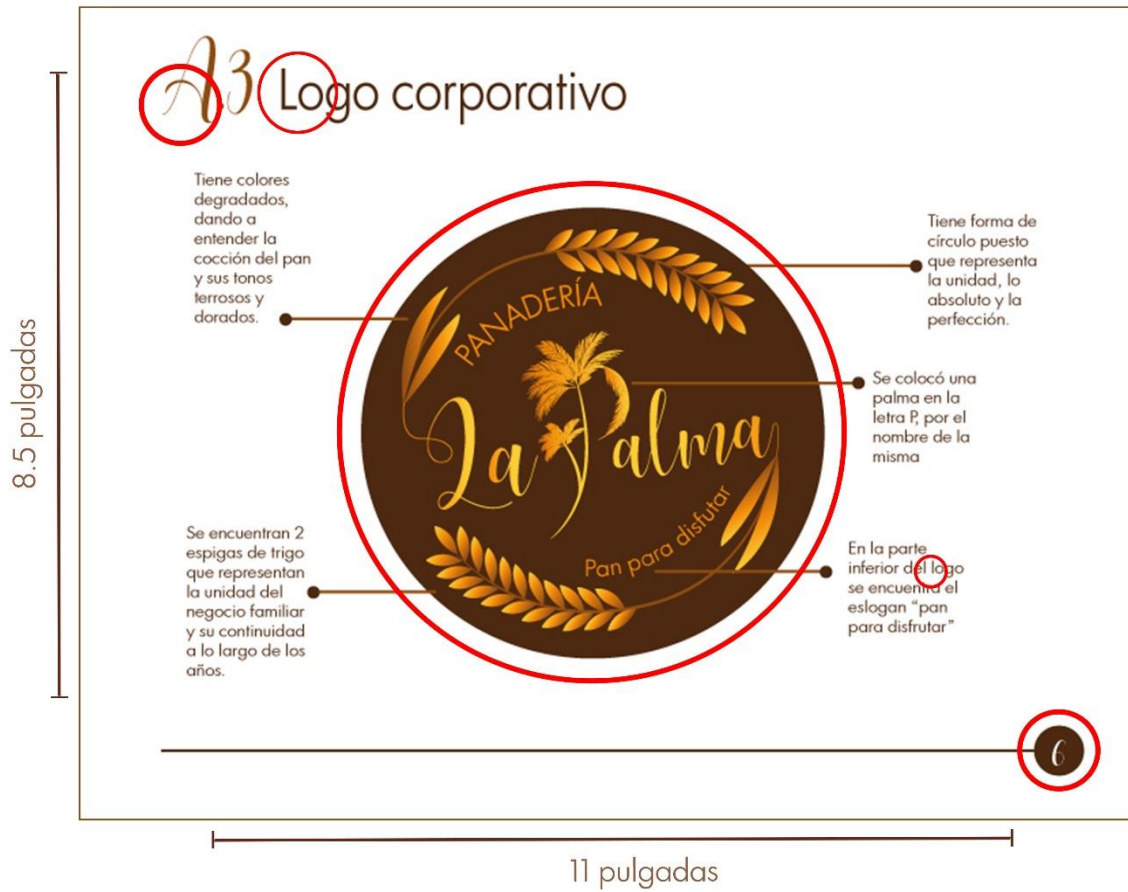 A3 Logo corporativo
Tiene colores
degradados,
dando a
entender la
cocción del pan
y sus tonos
terrosos y
dorados.
Tiene forma de
círculo puesto
que representa
la unidad, lo
absoluto y la
perfección.
PANADERÍA
La Palma
Pan para disfutar
Se colocó una
palma en la
letra P, por el
nombre de la
misma
Se encuentran 2
espigas de trigo
que representan
la unidad del
negocio familiar
y su continuidad
a lo largo de los
años.
En la parte
inferior del logo
se encuentra el
eslogan “pan
para disfrutar”
6
8.5 pulgadas
11 pulgadas